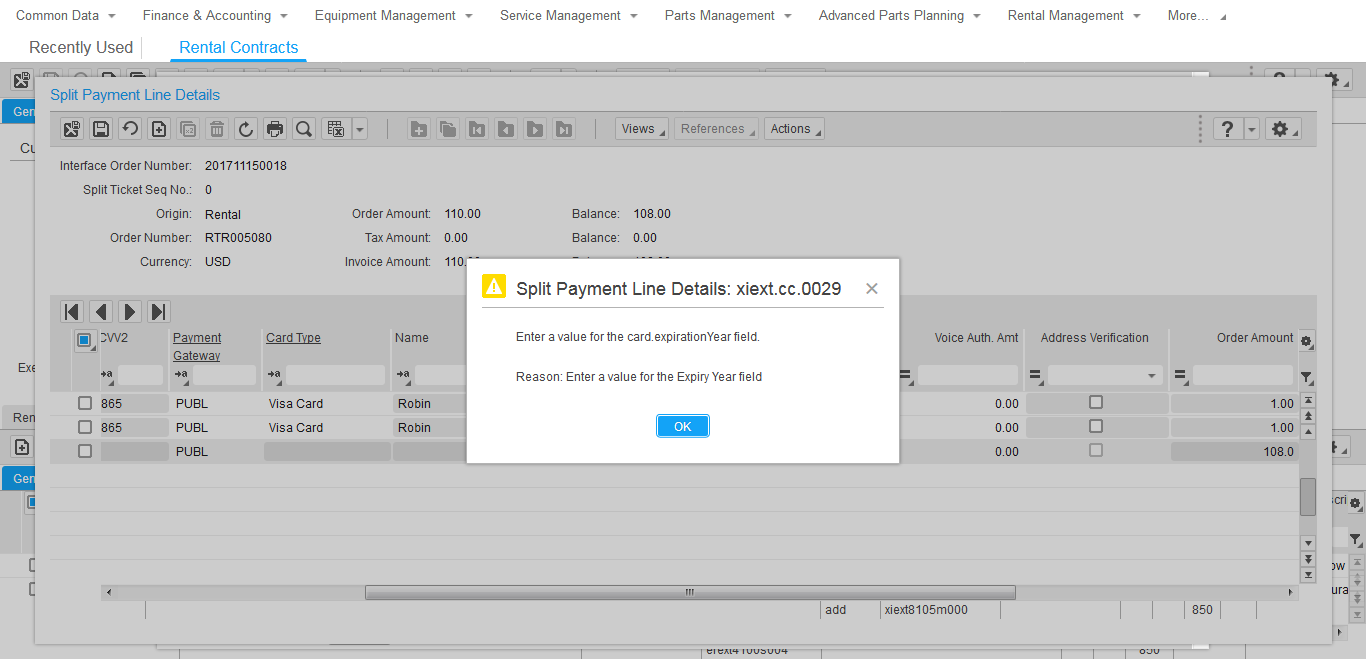 Common Data Finance & Accounting Equipment Management Service Management Parts Management Advanced Parts Planning Rental Management More...
Recently Used Rental Contracts
Split Payment Line Details
Views References Actions
Interface Order Number: 201711150018
Split Ticket Seq No.: 0
Origin: Rental Order Amount: 110.00 Balance: 108.00
Order Number: RTR005080 Tax Amount: 0.00 Balance: 0.00
Currency: USD Invoice Amount: 110.
Split Payment Line Details: xiext.cc.0029
Enter a value for the card.expirationYear field.
Reason: Enter a value for the Expiry Year field
OK
CVV2 Payment Gateway Card Type Name Voice Auth. Amt Address Verification Order Amount
865 PUBL Visa Card Robin 0.00 1.00
865 PUBL Visa Card Robin 0.00 1.00
PUBL 0.00 108.0
add xiext8105m000 850